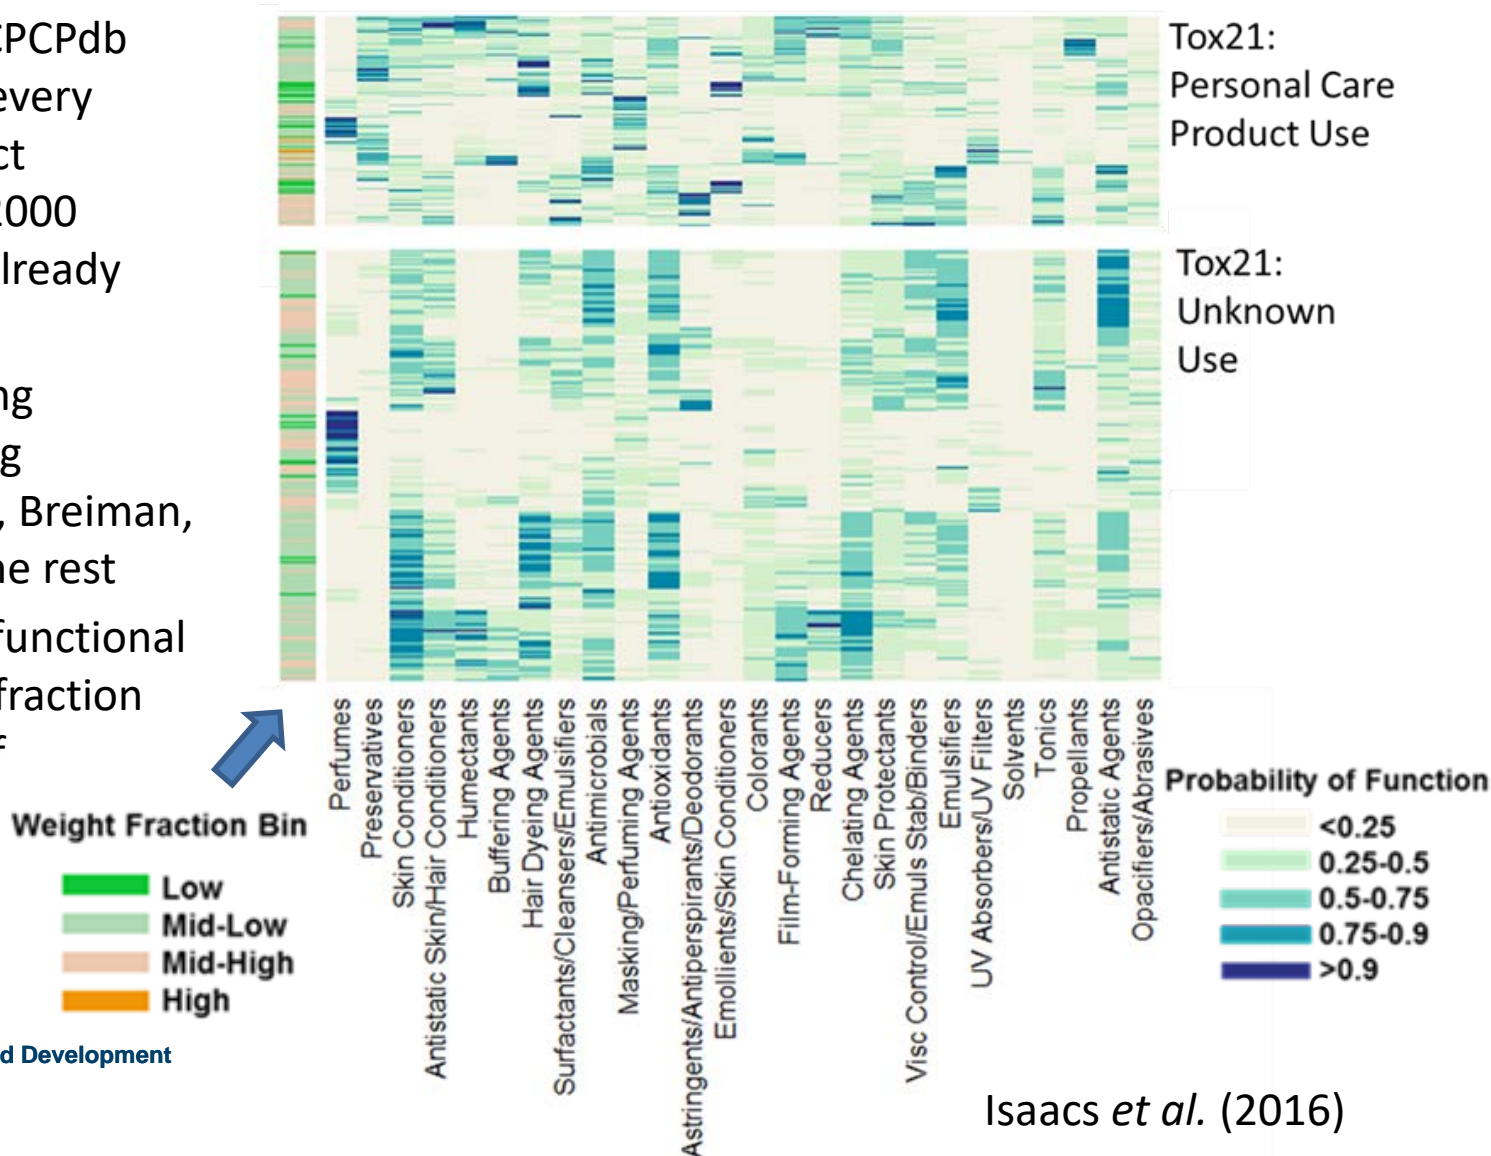 CPCPdb
every
ct
2000
already
ng
g
, Breiman,
he rest
functional
fraction
Tox21:
Personal Care
Product Use
Tox21:
Unknown
Use
Perfumes
Preservatives
Skin Conditioners
Antistatic Skin/Hair Conditioners
Humectants
Buffering Agents
Hair Dyeing Agents
Surfactants/Cleansers/Emulsifiers
Antimicrobials
Masking/Perfuming Agents
Antioxidants
Astringents/Antiperspirants/Deodorants
Emollients/Skin Conditioners
Colorants
Film-Forming Agents
Reducers
Chelating Agents
Skin Protectants
Visc Control/Emuls Stab/Binders
Emulsifiers
UV Absorbers/UV Filters
Solvents
Tonics
Propellants
Antistatic Agents
Opacifiers/Abrasives
Weight Fraction Bin
Low
Mid-Low
Mid-High
High
Probability of Function
<0.25
0.25-0.5
0.5-0.75
0.75-0.9
>0.9
d Development
Isaacs et al. (2016)